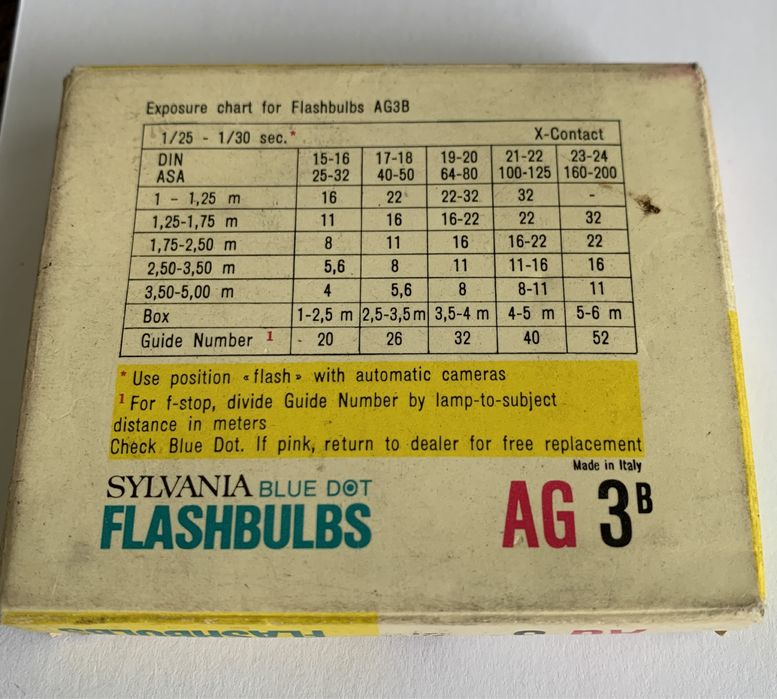 Exposure chart for Flashbulbs AG3B
1/25 - 1/30 sec.* X-Contact
DIN 15-16 17-18 19-20 21-22 23-24
ASA 25-32 40-50 64-80 100-125 160-200
1 - 1,25 m 16 22 22-32 32 -
1,25-1,75 m 11 16 16-22 22 32
1,75-2,50 m 8 11 16 16-22 22
2,50-3,50 m 5,6 8 11 11-16 16
3,50-5,00 m 4 5,6 8 8-11 11
Box 1-2,5 m 2,5-3,5 m 3,5-4 m 4-5 m 5-6 m
Guide Number 1 20 26 32 40 52
* Use position «flash» with automatic cameras
1 For f-stop, divide Guide Number by lamp-to-subject
distance in meters
Check Blue Dot. If pink, return to dealer for free replacement
Made in Italy
SYLVANIA BLUE DOT
FLASHBULBS AG 3B
FLASHBULBS